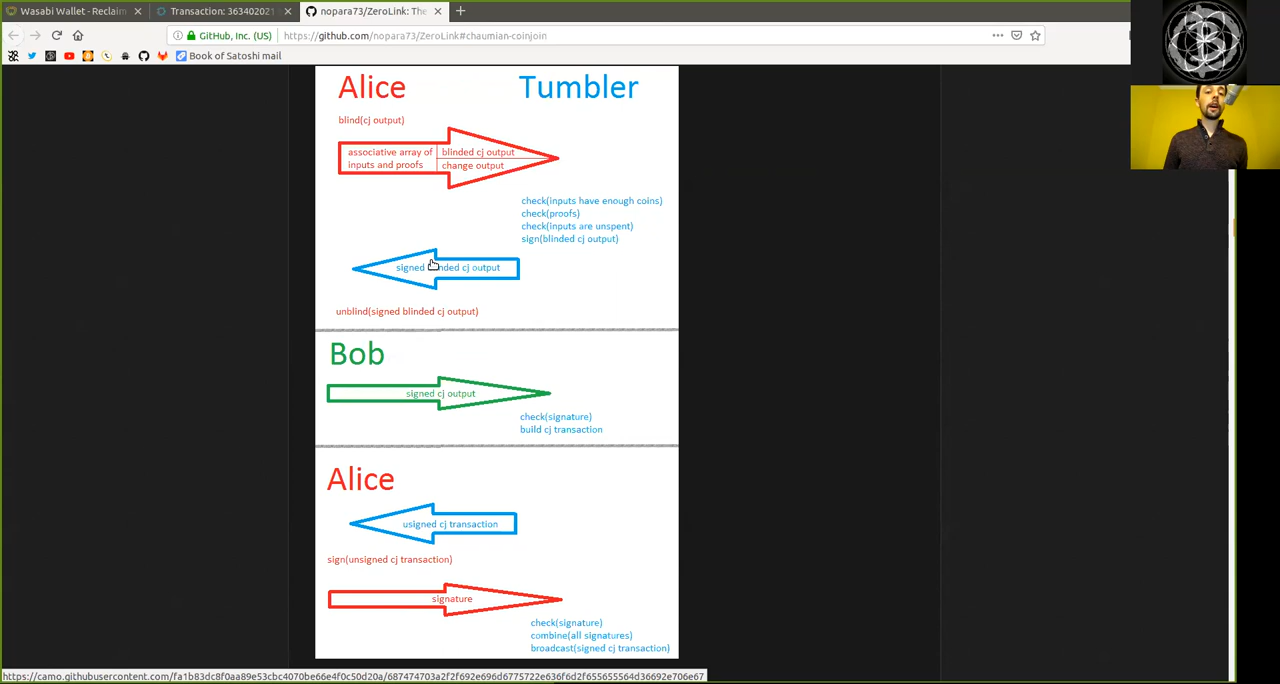 Wasabi Wallet - Reclaim
Transaction: 363402021
nopara73/ZeroLink: The
GitHub, Inc. (US)
https://github.com/nopara73/ZeroLink#chaumian-coinjoin
Book of Satoshi mail
Alice
Tumbler
blind(cj output)
associative array of
inputs and proofs
blinded cj output
change output
check(inputs have enough coins)
check(proofs)
check(inputs are unspent)
sign(blinded cj output)
signed blinded cj output
unblind(signed blinded cj output)
Bob
signed cj output
check(signature)
build cj transaction
Alice
usigned cj transaction
sign(unsigned cj transaction)
signature
check(signature)
combine(all signatures)
broadcast(signed cj transaction)